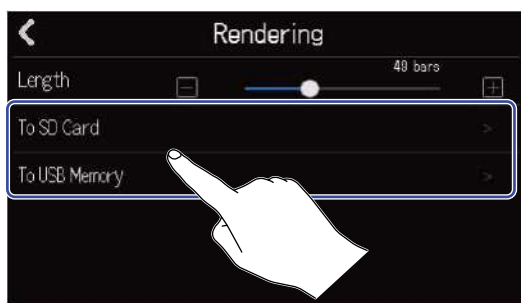 Rendering
48 bars
Length
To SD Card
To USB Memory